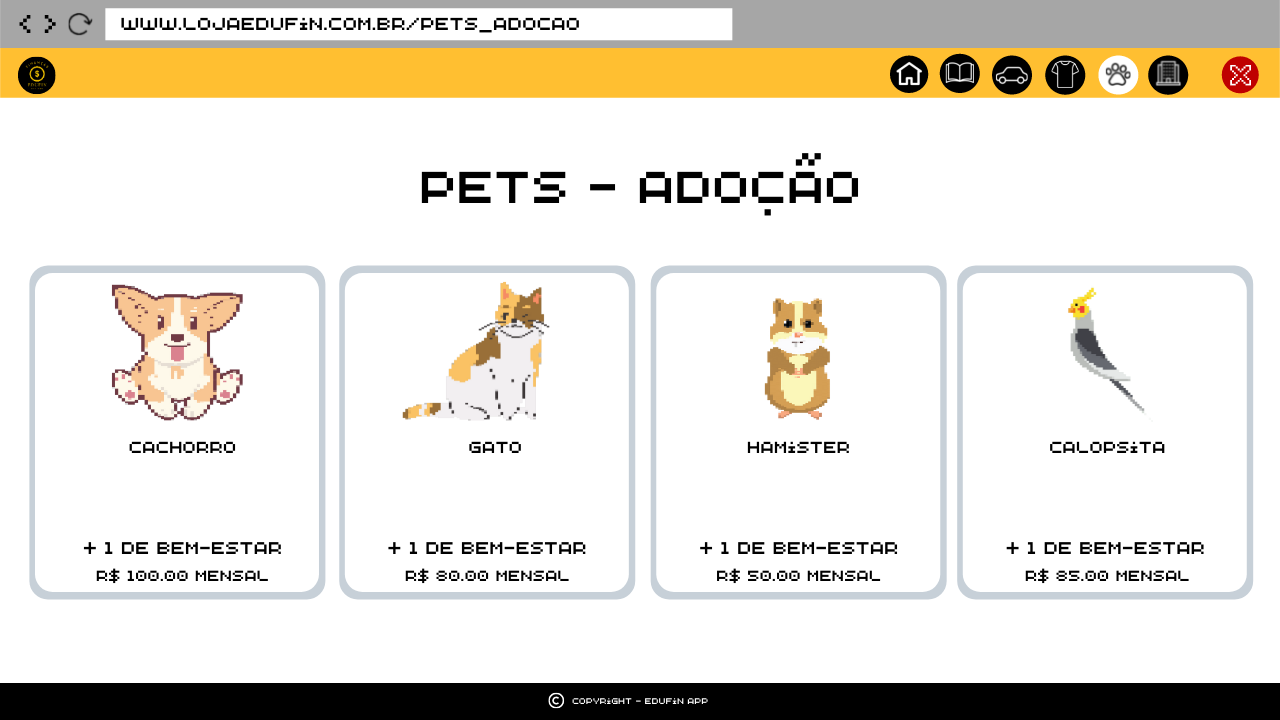 WWW.LOJAEDUFIN.COM.BR/PETS_ADOCAO
$
PETS - ADOÇÃO
CACHORRO
+ 1 DE BEM-ESTAR
R$ 100.00 MENSAL
GATO
+ 1 DE BEM-ESTAR
R$ 80.00 MENSAL
HAMISTER
+ 1 DE BEM-ESTAR
R$ 50.00 MENSAL
CALOPSITA
+ 1 DE BEM-ESTAR
R$ 85.00 MENSAL
© COPYRIGHT - EDUFIN APP